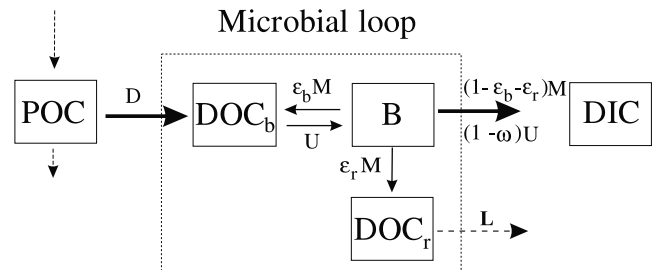 Microbial loop
POC
D
DOC_b
ε_b M
U
B
(1- ε_b - ε_r)M
(1 -ω)U
DIC
ε_r M
DOC_r
L